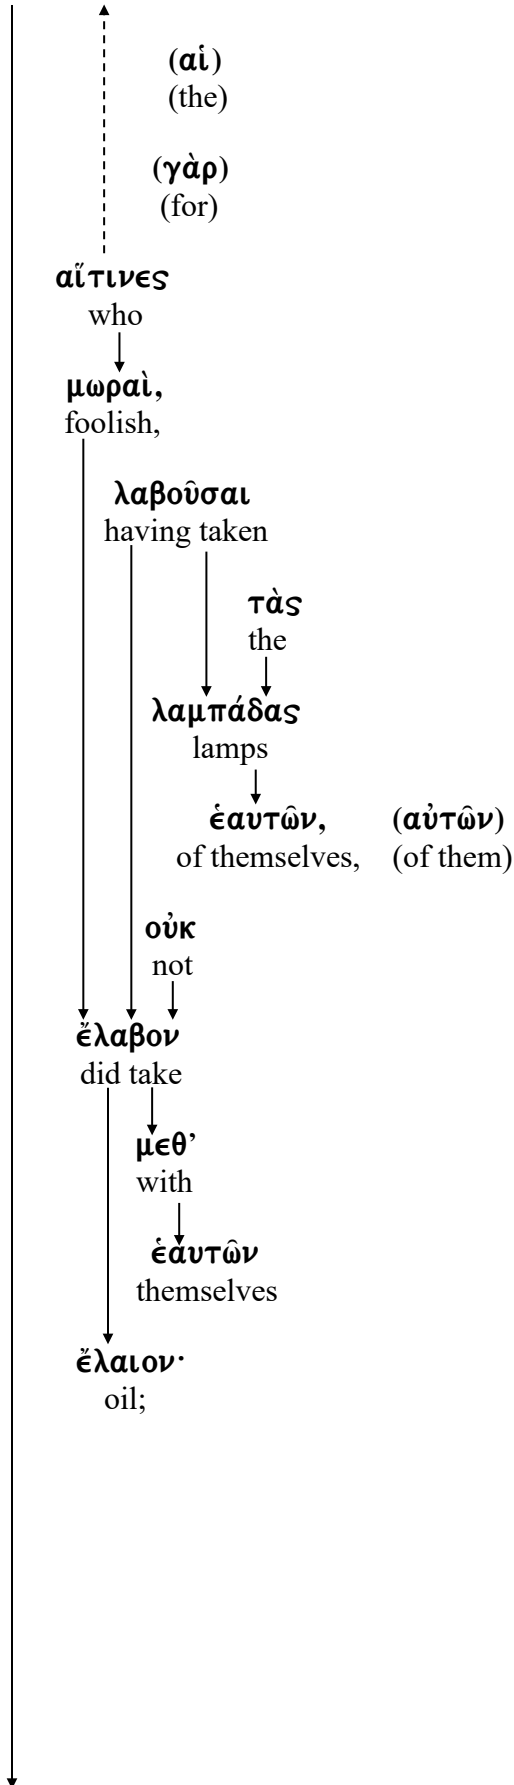 (αἱ)
(the)
(γὰρ)
(for)
αἵτινες
who
μωραὶ,
foolish,
λαβοῦσαι
having taken
τὰς
the
λαμπάδας
lamps
ἑαυτῶν, (αὐτῶν)
of themselves, (of them)
οὐκ
not
ἔλαβον
did take
μεθ’
with
ἑαυτῶν
themselves
ἔλαιον·
oil;